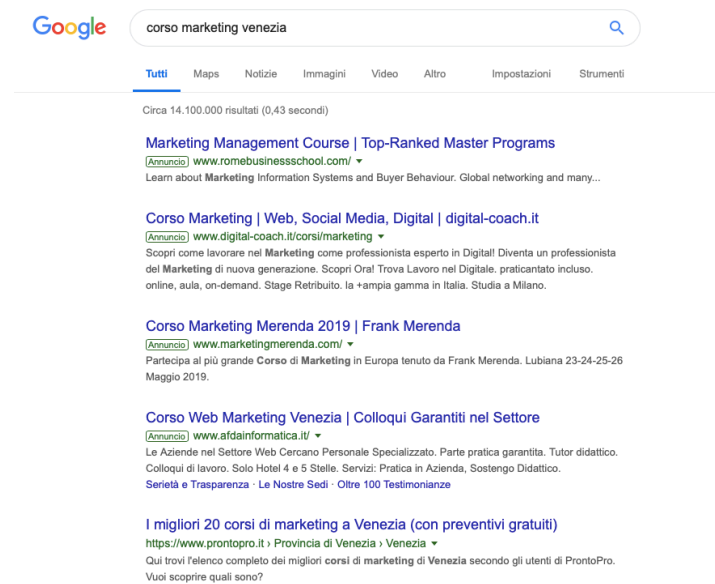 Google
corso marketing venezia
Tutti Maps Notizie Immagini Video Altro Impostazioni Strumenti
Circa 14.100.000 risultati (0,43 secondi)
Marketing Management Course | Top-Ranked Master Programs
Annuncio www.romebusinessschool.com/
Learn about Marketing Information Systems and Buyer Behaviour. Global networking and many...
Corso Marketing | Web, Social Media, Digital | digital-coach.it
Annuncio www.digital-coach.it/corsi/marketing
Scopri come lavorare nel Marketing come professionista esperto in Digital! Diventa un professionista
del Marketing di nuova generazione. Scopri Ora! Trova Lavoro nel Digitale. praticantato incluso.
online, aula, on-demand. Stage Retribuito. la +ampia gamma in Italia. Studia a Milano.
Corso Marketing Merenda 2019 | Frank Merenda
Annuncio www.marketingmerenda.com/
Partecipa al più grande Corso di Marketing in Europa tenuto da Frank Merenda. Lubiana 23-24-25-26
Maggio 2019.
Corso Web Marketing Venezia | Colloqui Garantiti nel Settore
Annuncio www.afdainformatica.it/
Le Aziende nel Settore Web Cercano Personale Specializzato. Parte pratica garantita. Tutor didattico.
Colloqui di lavoro. Solo Hotel 4 e 5 Stelle. Servizi: Pratica in Azienda, Sostengo Didattico.
Serietà e Trasparenza · Le Nostre Sedi · Oltre 100 Testimonianze
I migliori 20 corsi di marketing a Venezia (con preventivi gratuiti)
https://www.prontopro.it › Provincia di Venezia › Venezia
Qui trovi l'elenco completo dei migliori corsi di marketing di Venezia secondo gli utenti di ProntoPro.
Vuoi scoprire quali sono?